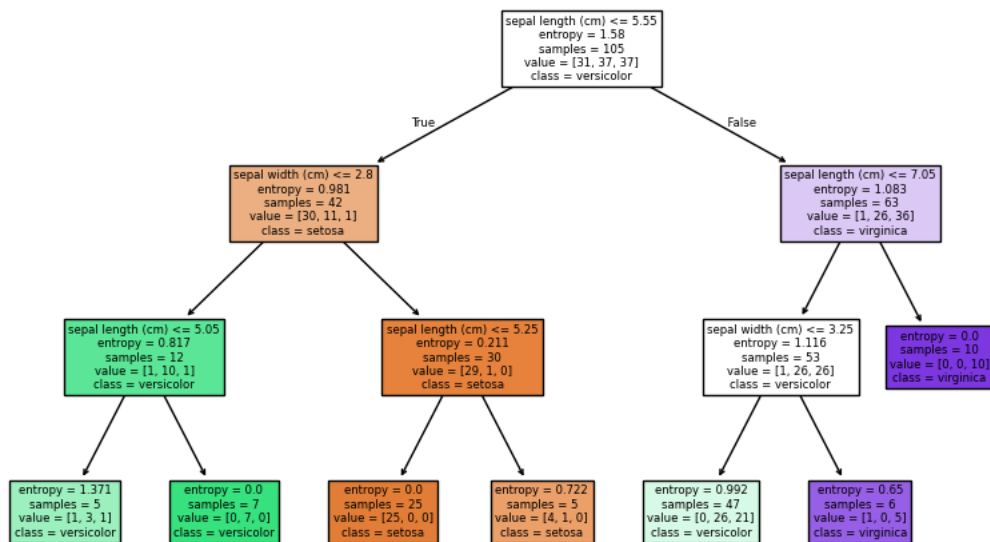 sepal length (cm) <= 5.55
entropy = 1.58
samples = 105
value = [31, 37, 37]
class = versicolor
True
False
sepal width (cm) <= 2.8
entropy = 0.981
samples = 42
value = [30, 11, 1]
class = setosa
sepal length (cm) <= 7.05
entropy = 1.083
samples = 63
value = [1, 26, 36]
class = virginica
sepal length (cm) <= 5.05
entropy = 0.817
samples = 12
value = [1, 10, 1]
class = versicolor
sepal length (cm) <= 5.25
entropy = 0.211
samples = 30
value = [29, 1, 0]
class = setosa
sepal width (cm) <= 3.25
entropy = 1.116
samples = 53
value = [1, 26, 26]
class = versicolor
entropy = 0.0
samples = 10
value = [0, 0, 10]
class = virginica
entropy = 1.371
samples = 5
value = [1, 3, 1]
class = versicolor
entropy = 0.0
samples = 7
value = [0, 7, 0]
class = versicolor
entropy = 0.0
samples = 25
value = [25, 0, 0]
class = setosa
entropy = 0.722
samples = 5
value = [4, 1, 0]
class = setosa
entropy = 0.992
samples = 47
value = [0, 26, 21]
class = versicolor
entropy = 0.65
samples = 6
value = [1, 0, 5]
class = virginica